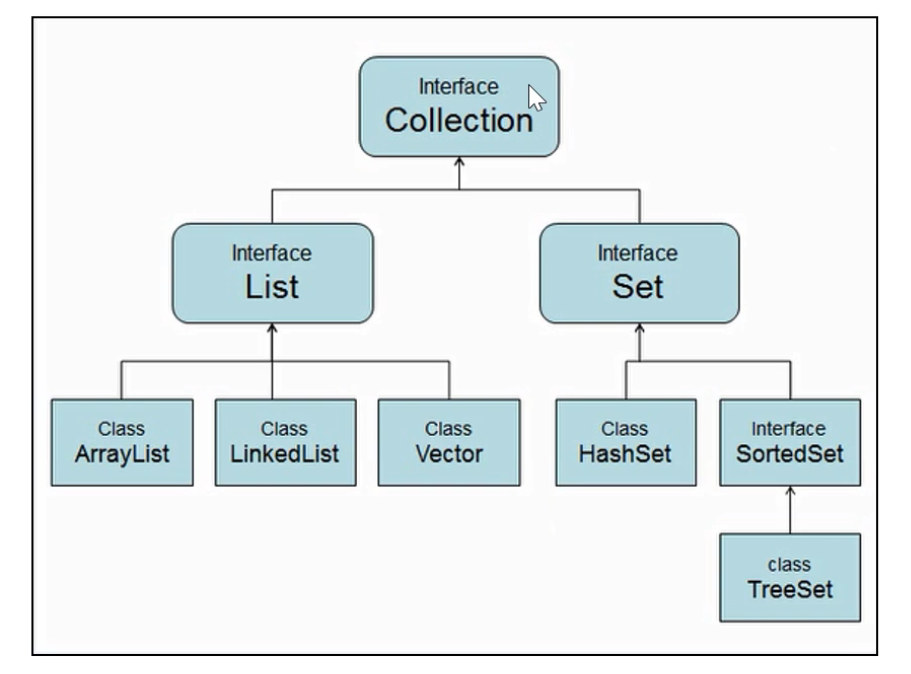 Interface
Collection
Interface
List
Interface
Set
Class
ArrayList
Class
LinkedList
Class
Vector
Class
HashSet
Interface
SortedSet
class
TreeSet